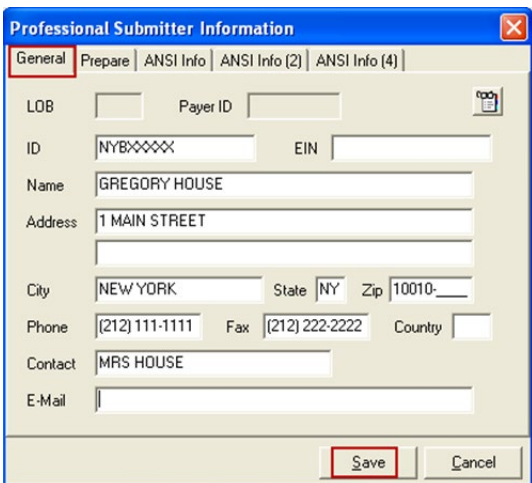 Professional Submitter Information
General Prepare ANSI Info ANSI Info (2) ANSI Info (4)
LOB Payer ID
ID NYBXXXXX EIN
Name GREGORY HOUSE
Address 1 MAIN STREET
City NEW YORK State NY Zip 10010-____
Phone (212) 111-1111 Fax (212) 222-2222 Country
Contact MRS HOUSE
E-Mail
Save Cancel